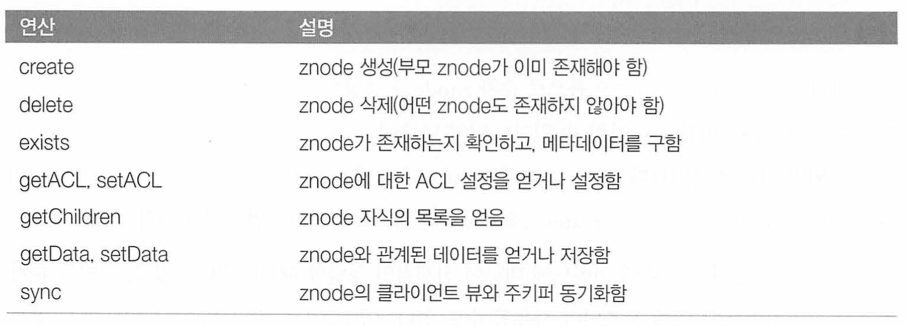 연산 설명
create znode 생성(부모 znode가 이미 존재해야 함)
delete znode 삭제(어떤 znode도 존재하지 않아야 함)
exists znode가 존재하는지 확인하고, 메타데이터를 구함
getACL, setACL znode에 대한 ACL 설정을 얻거나 설정함
getChildren znode 자식의 목록을 얻음
getData, setData znode와 관계된 데이터를 얻거나 저장함
sync znode의 클라이언트 뷰와 주키퍼 동기화함